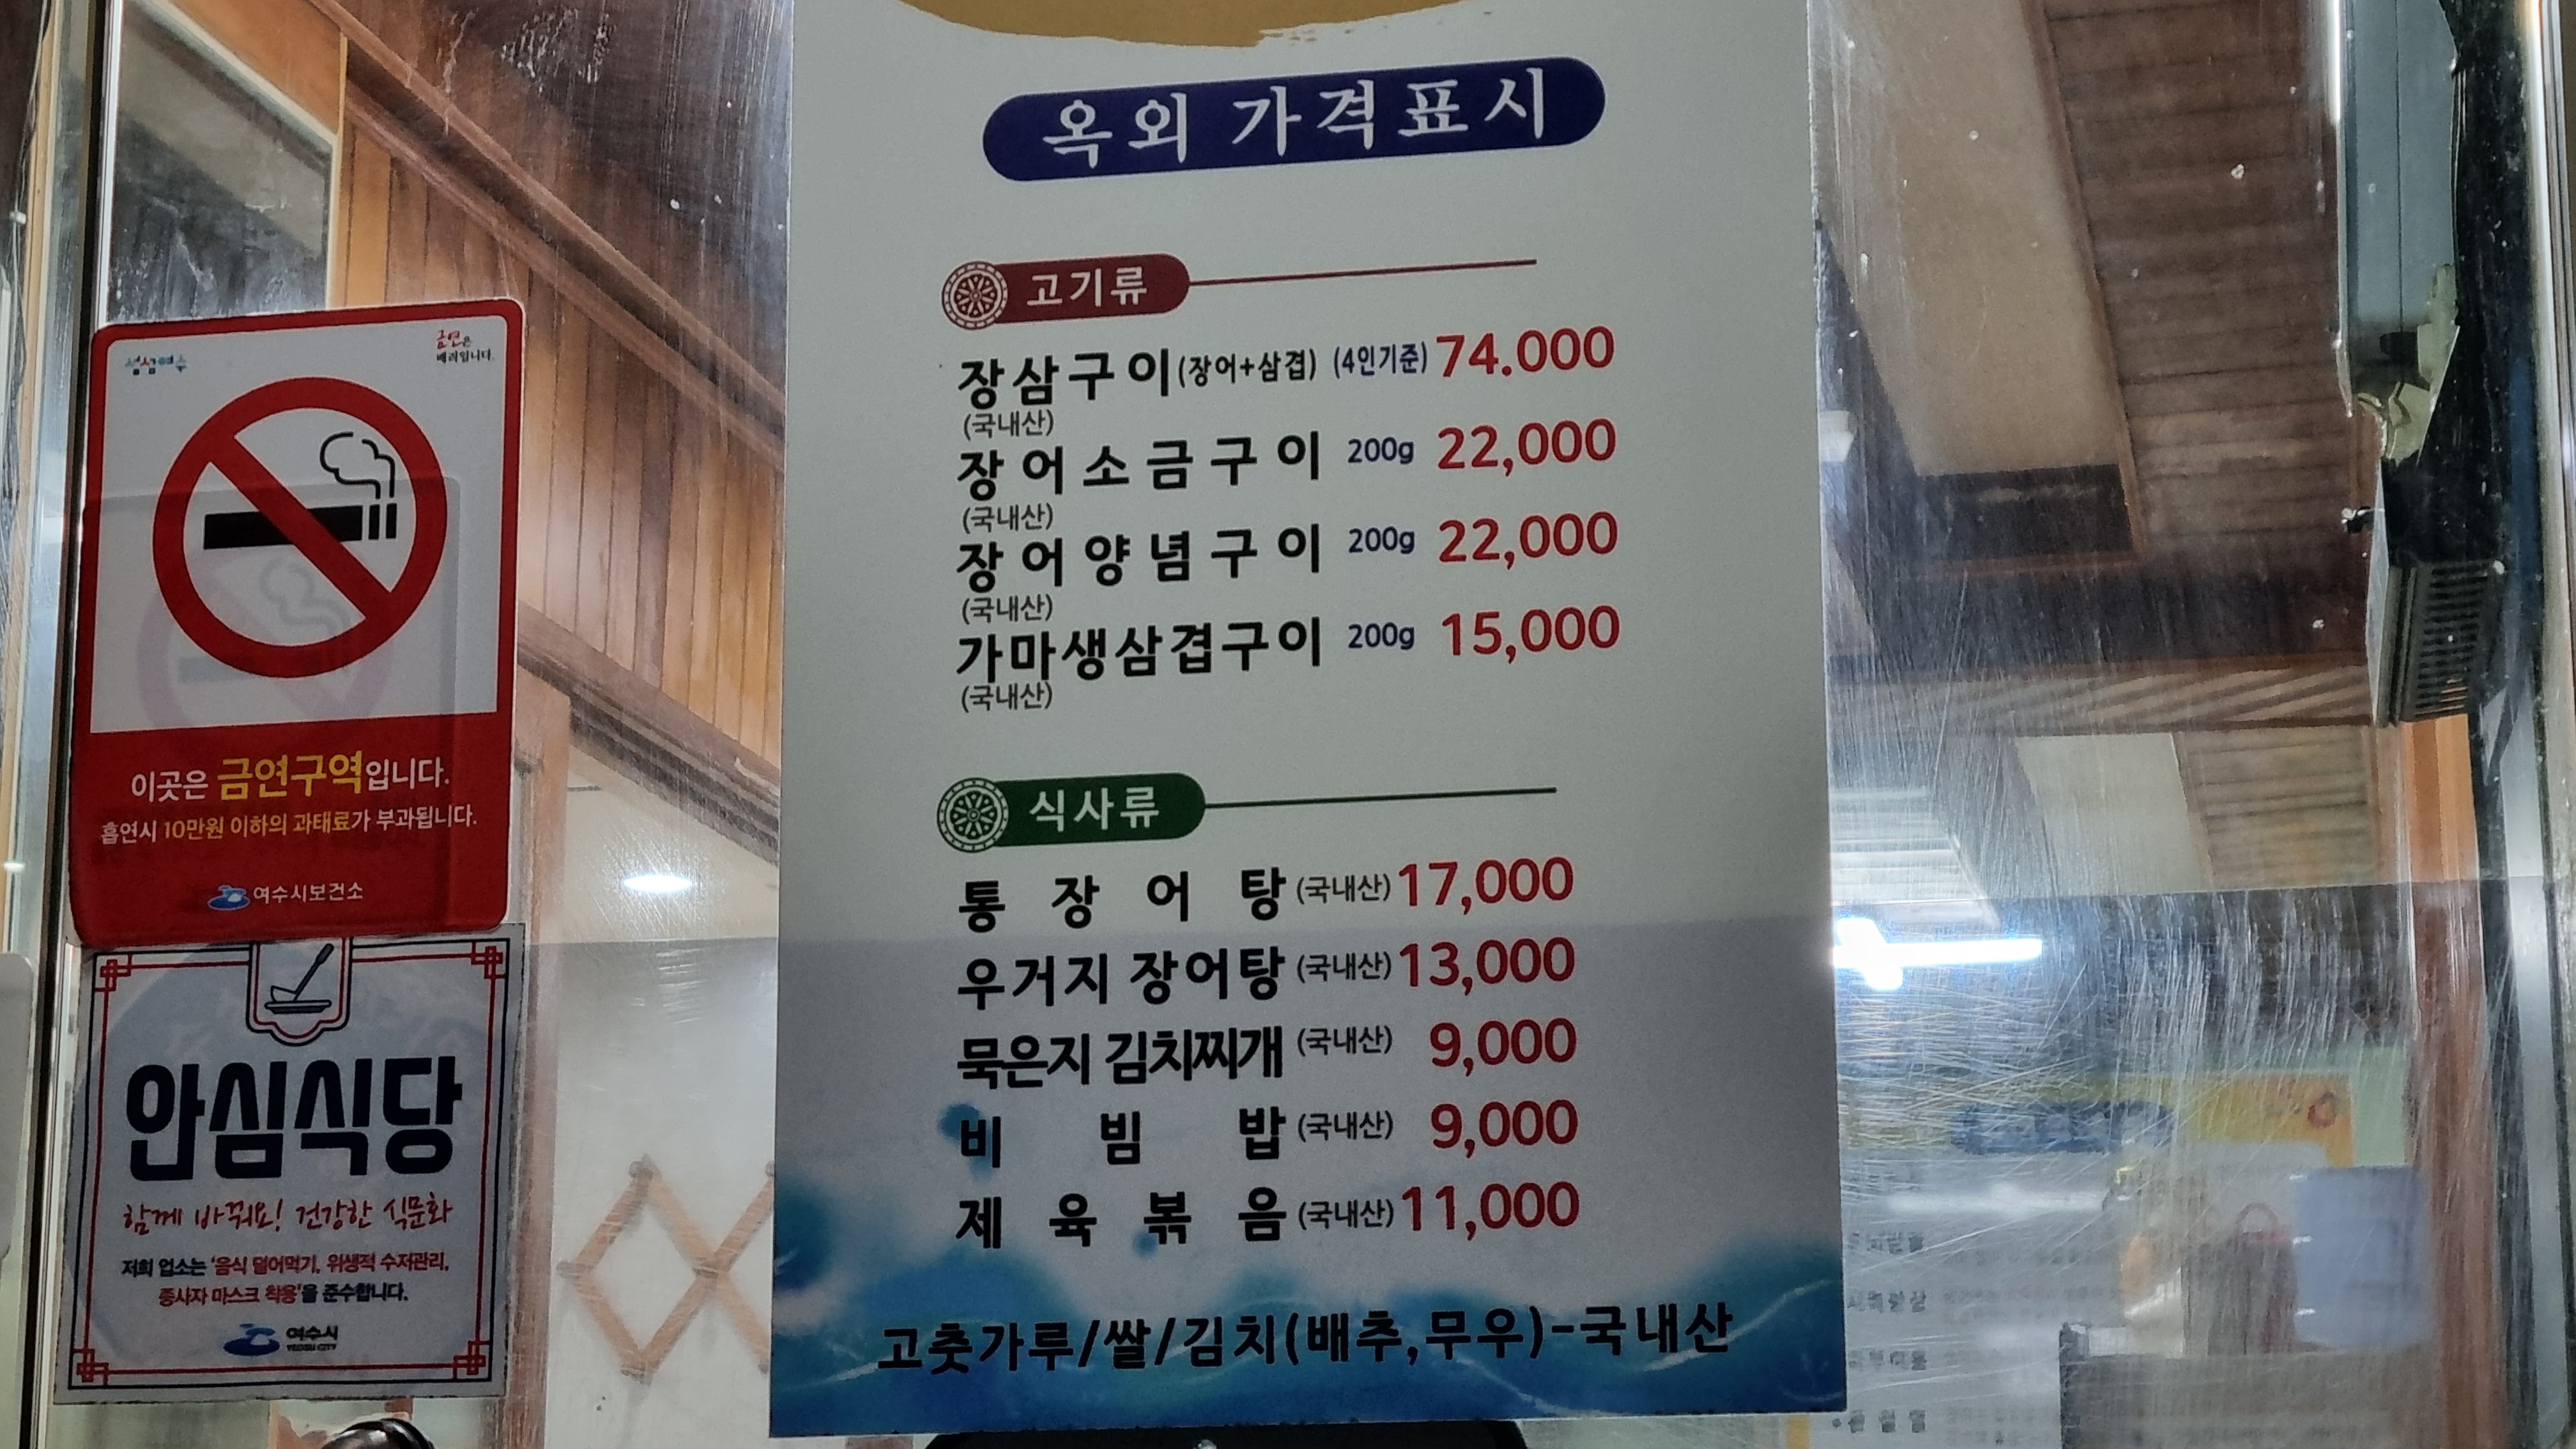 옥외 가격표시
고기류
장삼구이(장어+삼겹) (4인기준) 74.000
(국내산)
장어소금구이 200g 22,000
(국내산)
장어양념구이 200g 22,000
(국내산)
가마생삼겹구이 200g 15,000
(국내산)
식사류
통장어탕 (국내산) 17,000
우거지 장어탕 (국내산) 13,000
묵은지 김치찌개 (국내산) 9,000
비빔밥 (국내산) 9,000
제육볶음 (국내산) 11,000
고춧가루/쌀/김치(배추,무우)-국내산
금연은
배려입니다.
이곳은 금연구역입니다.
흡연시 10만원 이하의 과태료가 부과됩니다.
여수시보건소
안심식당
함께 바꿔요! 건강한 식문화
저희 업소는 '음식 덜어먹기, 위생적 수저관리,
종사자 마스크 착용'을 준수합니다.
여수시
YEOSU CITY